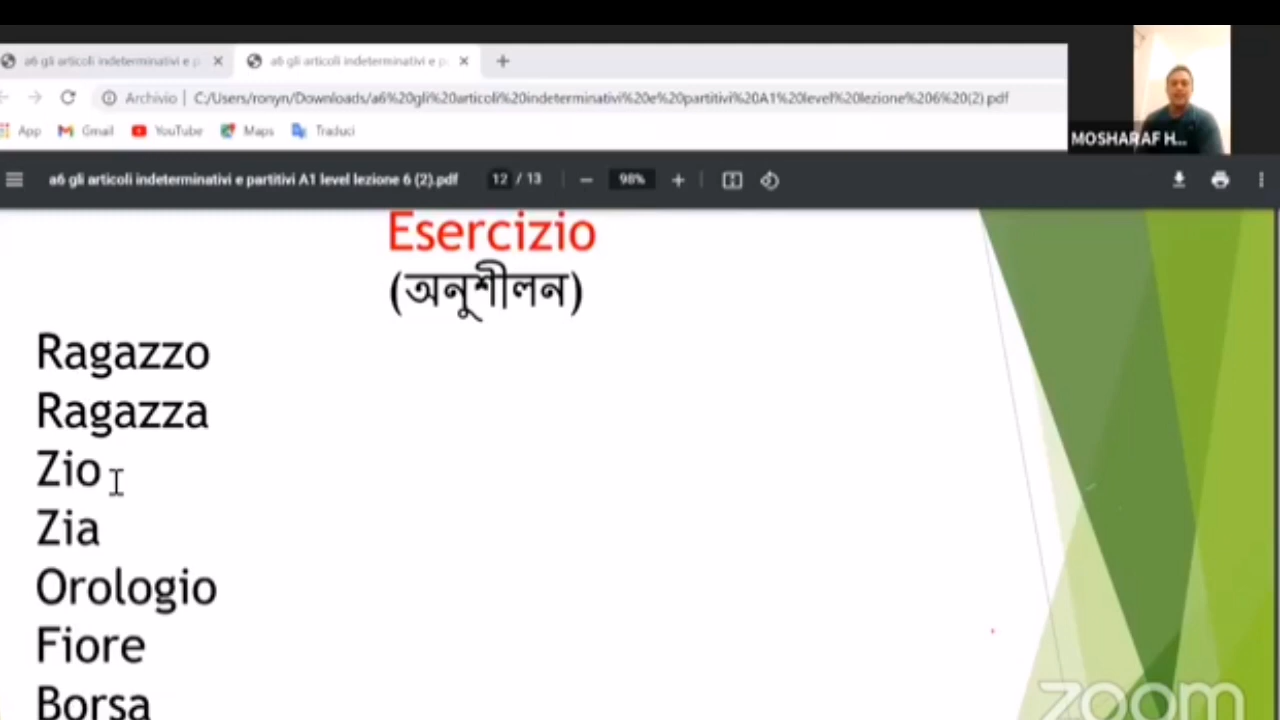 a6 gli articoli indeterminativi e p
a6 gli articoli indeterminativi e p
Archivio | C:/Users/ronyn/Downloads/a6%20gli%20articoli%20indeterminativi%20e%20partitivi%20A1%20level%20lezione%206%20(2).pdf
App Gmail YouTube Maps Traduci
MOSHARAF H...
a6 gli articoli indeterminativi e partitivi A1 level lezione 6 (2).pdf 12 / 13 98%
Esercizio
(অনুশীলন)
Ragazzo
Ragazza
Zio
Zia
Orologio
Fiore
Borsa
zoom